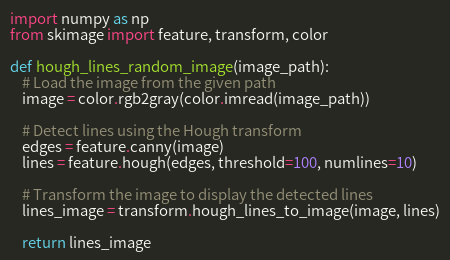 import numpy as np
from skimage import feature, transform, color
def hough_lines_random_image(image_path):
# Load the image from the given path
image = color.rgb2gray(color.imread(image_path))
# Detect lines using the Hough transform
edges = feature.canny(image)
lines = feature.hough(edges, threshold=100, numlines=10)
# Transform the image to display the detected lines
lines_image = transform.hough_lines_to_image(image, lines)
return lines_image